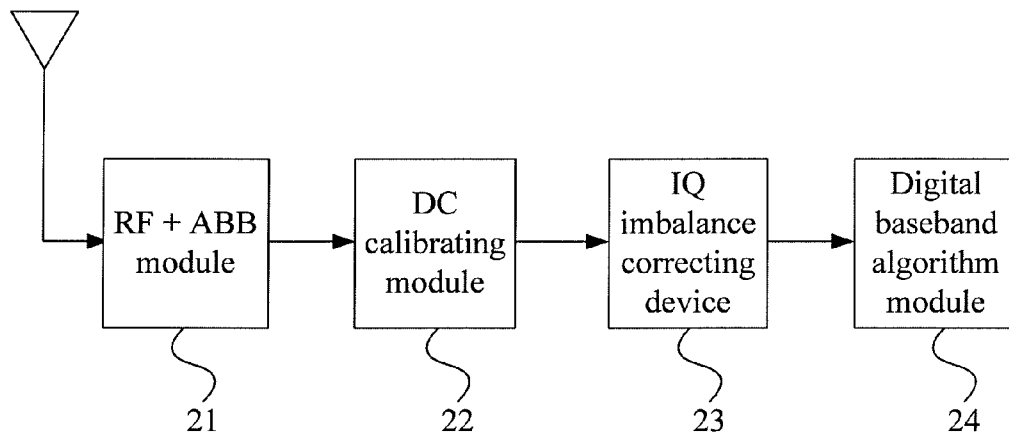 RF + ABB
module
DC
calibrating
module
IQ
imbalance
correcting
device
Digital
baseband
algorithm
module
21
22
23
24